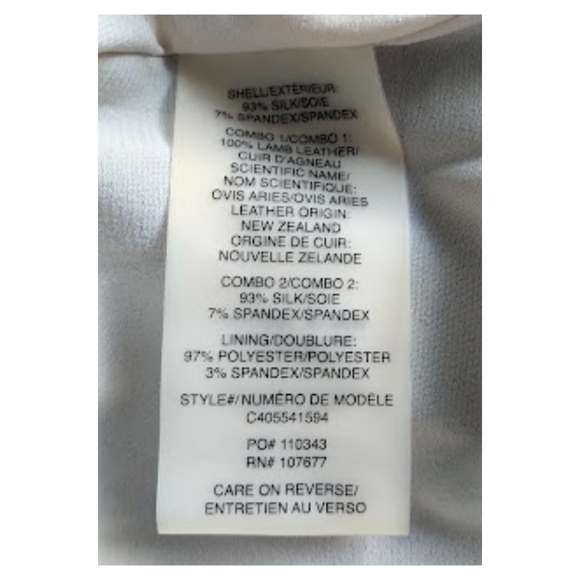 SHELL/EXTÉRIEUR:
93% SILK/SOIE
7% SPANDEX/SPANDEX
COMBO 1/COMBO 1:
100% LAMB LEATHER/
CUIR D'AGNEAU
SCIENTIFIC NAME/
NOM SCIENTIFIQUE:
OVIS ARIES/OVIS ARIES
LEATHER ORIGIN:
NEW ZEALAND
ORGINE DE CUIR:
NOUVELLE ZELANDE
COMBO 2/COMBO 2:
93% SILK/SOIE
7% SPANDEX/SPANDEX
LINING/DOUBLURE:
97% POLYESTER/POLYESTER
3% SPANDEX/SPANDEX
STYLE#/NUMÉRO DE MODÈLE
C405541594
PO# 110343
RN# 107677
CARE ON REVERSE/
ENTRETIEN AU VERSO